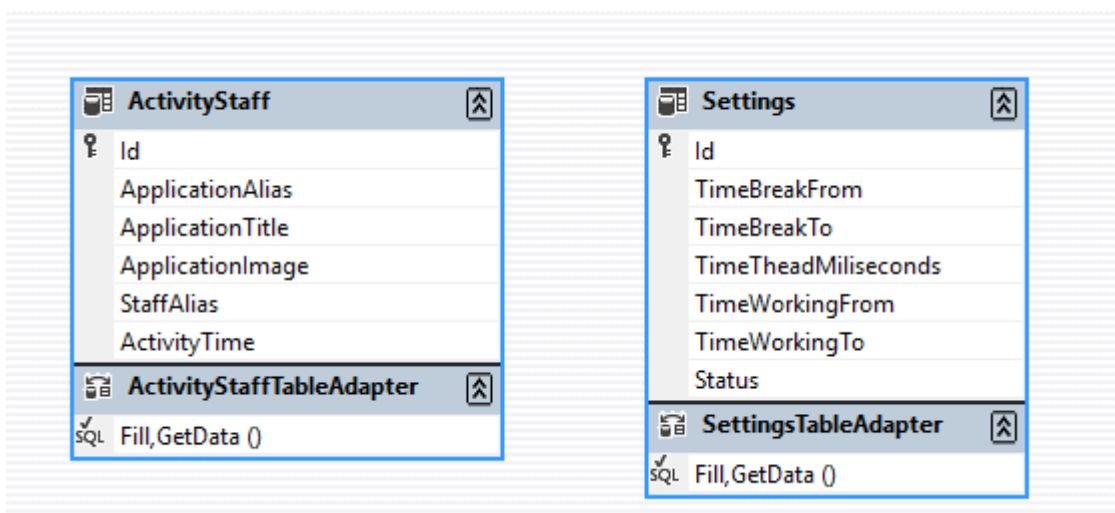 ActivityStaff
Id
ApplicationAlias
ApplicationTitle
ApplicationImage
StaffAlias
ActivityTime
ActivityStaffTableAdapter
SQL Fill,GetData ()
Settings
Id
TimeBreakFrom
TimeBreakTo
TimeTheadMiliseconds
TimeWorkingFrom
TimeWorkingTo
Status
SettingsTableAdapter
SQL Fill,GetData ()